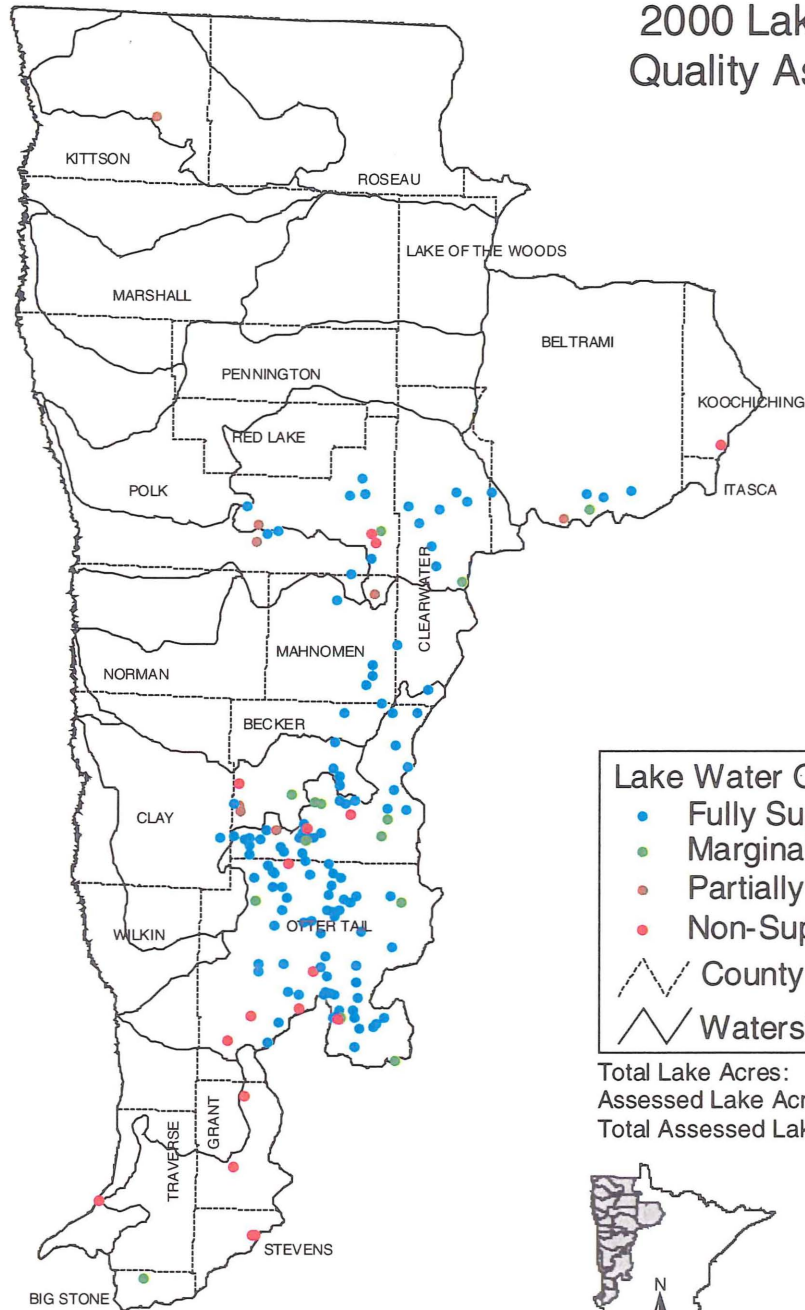 2000 Lak
Quality As
KITTSON
ROSEAU
LAKE OF THE WOODS
MARSHALL
BELTRAMI
PENNINGTON
KOOCHICHING
RED LAKE
POLK
ITASCA
CLEARWATER
MAHNOMEN
NORMAN
BECKER
CLAY
Lake Water
Fully Su
Margina
Partially
Non-Sup
County
Waters
OTTER TAIL
WILKIN
Total Lake Acres:
Assessed Lake Acr
Total Assessed Lak
GRANT
TRAVERSE
STEVENS
BIG STONE
N